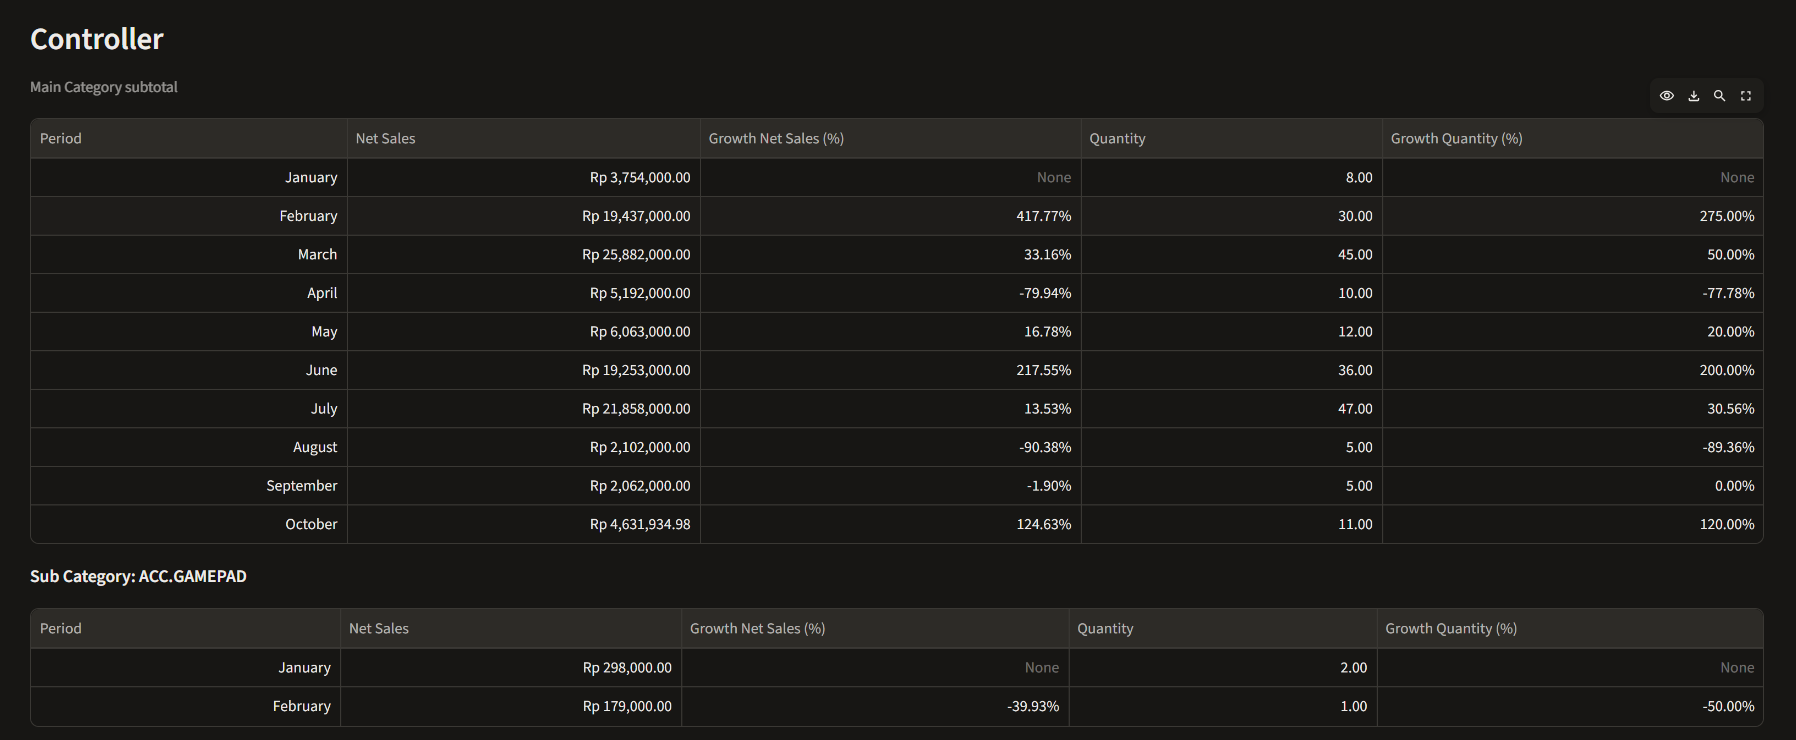 Controller
Main Category subtotal
Period Net Sales Growth Net Sales (%) Quantity Growth Quantity (%)
January Rp 3,754,000.00 None 8.00 None
February Rp 19,437,000.00 417.77% 30.00 275.00%
March Rp 25,882,000.00 33.16% 45.00 50.00%
April Rp 5,192,000.00 -79.94% 10.00 -77.78%
May Rp 6,063,000.00 16.78% 12.00 20.00%
June Rp 19,253,000.00 217.55% 36.00 200.00%
July Rp 21,858,000.00 13.53% 47.00 30.56%
August Rp 2,102,000.00 -90.38% 5.00 -89.36%
September Rp 2,062,000.00 -1.90% 5.00 0.00%
October Rp 4,631,934.98 124.63% 11.00 120.00%
Sub Category: ACC.GAMEPAD
Period Net Sales Growth Net Sales (%) Quantity Growth Quantity (%)
January Rp 298,000.00 None 2.00 None
February Rp 179,000.00 -39.93% 1.00 -50.00%